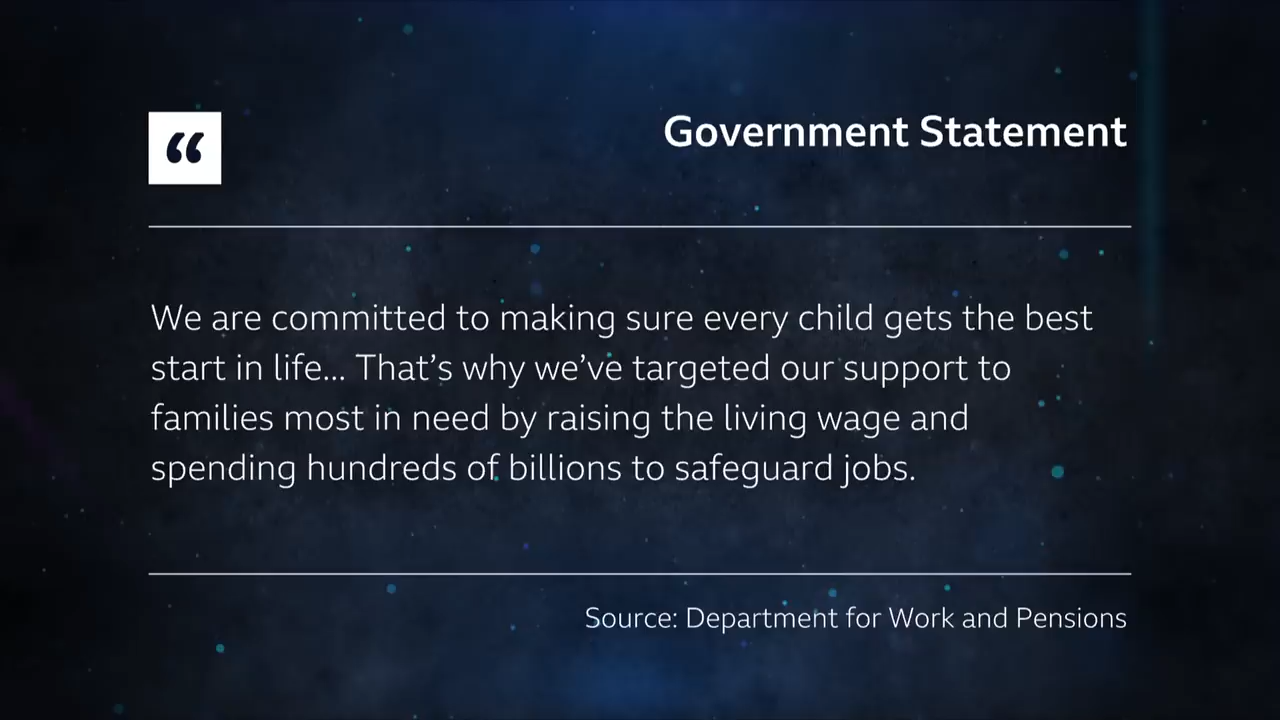 “
Government Statement
We are committed to making sure every child gets the best
start in life... That’s why we’ve targeted our support to
families most in need by raising the living wage and
spending hundreds of billions to safeguard jobs.
Source: Department for Work and Pensions